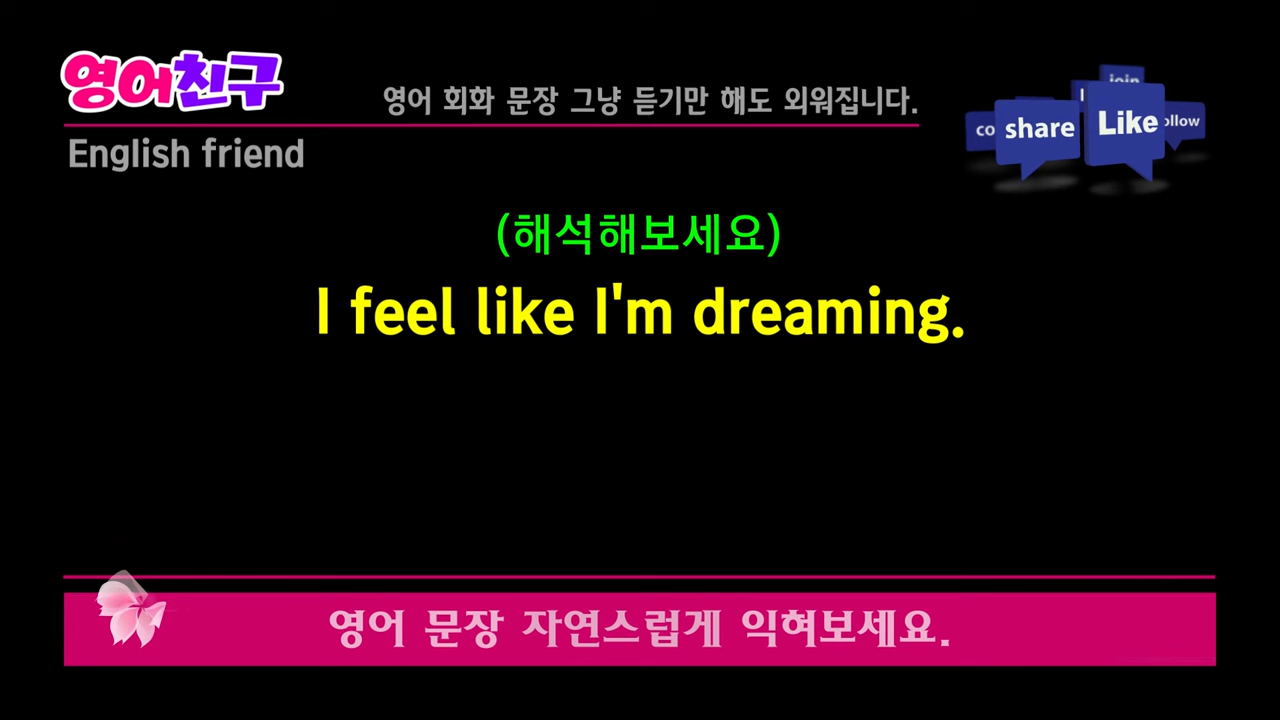 영어친구
영어 회화 문장 그냥 듣기만 해도 외워집니다.
English friend
join
share
Like
(해석해보세요)
I feel like I'm dreaming.
영어 문장 자연스럽게 익혀보세요.